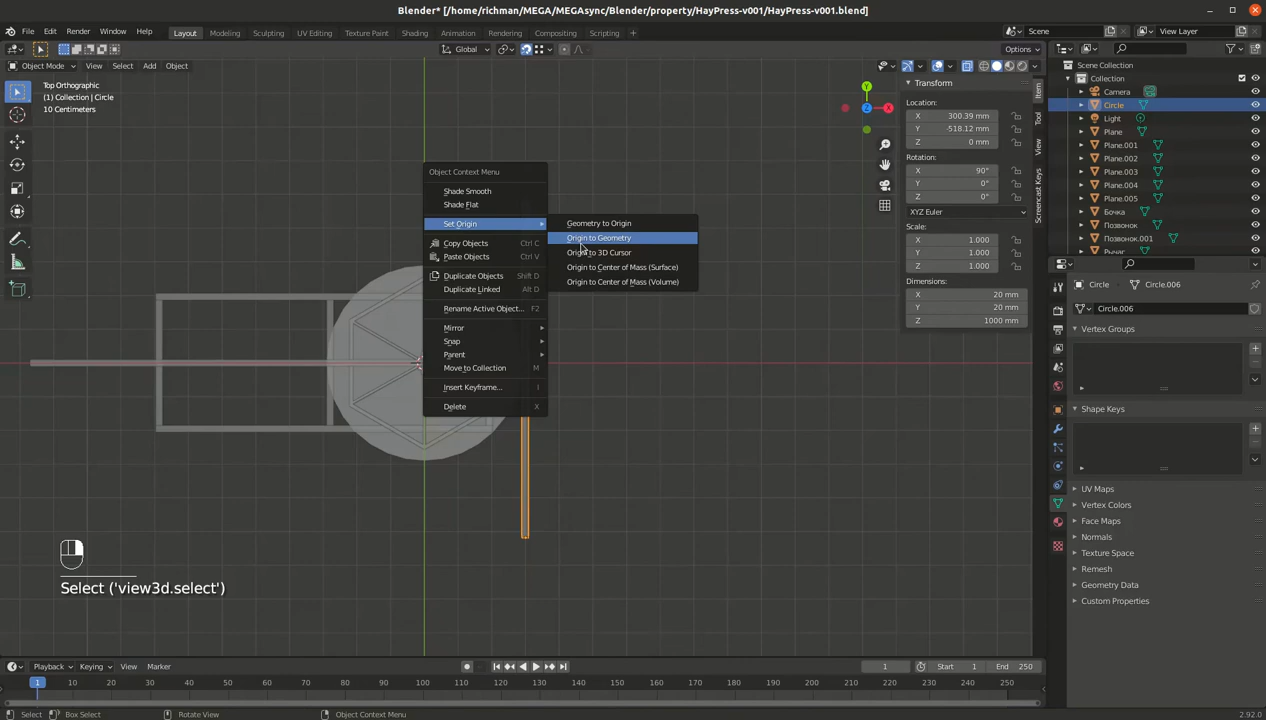 Blender* [/home/richman/MEGA/MEGAsync/Blender/property/HayPress-v001/HayPress-v001.blend]
File Edit Render Window Help Layout Modeling Sculpting UV Editing Texture Paint Shading Animation Rendering Compositing Scripting + Scene View Layer
Global Options
Object Mode View Select Add Object
Top Orthographic
(1) Collection | Circle
10 Centimeters
Object Context Menu
Shade Smooth
Shade Flat
Set Origin
Copy Objects Ctrl C
Paste Objects Ctrl V
Duplicate Objects Shift D
Duplicate Linked Alt D
Rename Active Object... F2
Mirror
Snap
Parent
Move to Collection M
Insert Keyframe... I
Delete X
Geometry to Origin
Origin to Geometry
Origin to 3D Cursor
Origin to Center of Mass (Surface)
Origin to Center of Mass (Volume)
Y
Z
X
Transform
Location:
X 300.39 mm
Y -518.12 mm
Z 0 mm
Rotation:
X 90°
Y 0°
Z 0°
XYZ Euler
Scale:
X 1.000
Y 1.000
Z 1.000
Dimensions:
X 20 mm
Y 20 mm
Z 1000 mm
Item
Tool
View
Screencast Keys
Scene Collection
Collection
Camera
Circle
Light
Plane
Plane.001
Plane.002
Plane.003
Plane.004
Plane.005
Бочка
Позвонок
Позвонок.001
Рычаг
Circle Circle.006
Circle.006
Vertex Groups
Shape Keys
UV Maps
Vertex Colors
Face Maps
Normals
Texture Space
Remesh
Geometry Data
Custom Properties
Select ('view3d.select')
Playback Keying View Marker 1 Start 1 End 250
1 10 20 30 40 50 60 70 80 90 100 110 120 130 140 150 160 170 180 190 200 210 220 230 240 250
Select Box Select Rotate View Object Context Menu 2.92.0